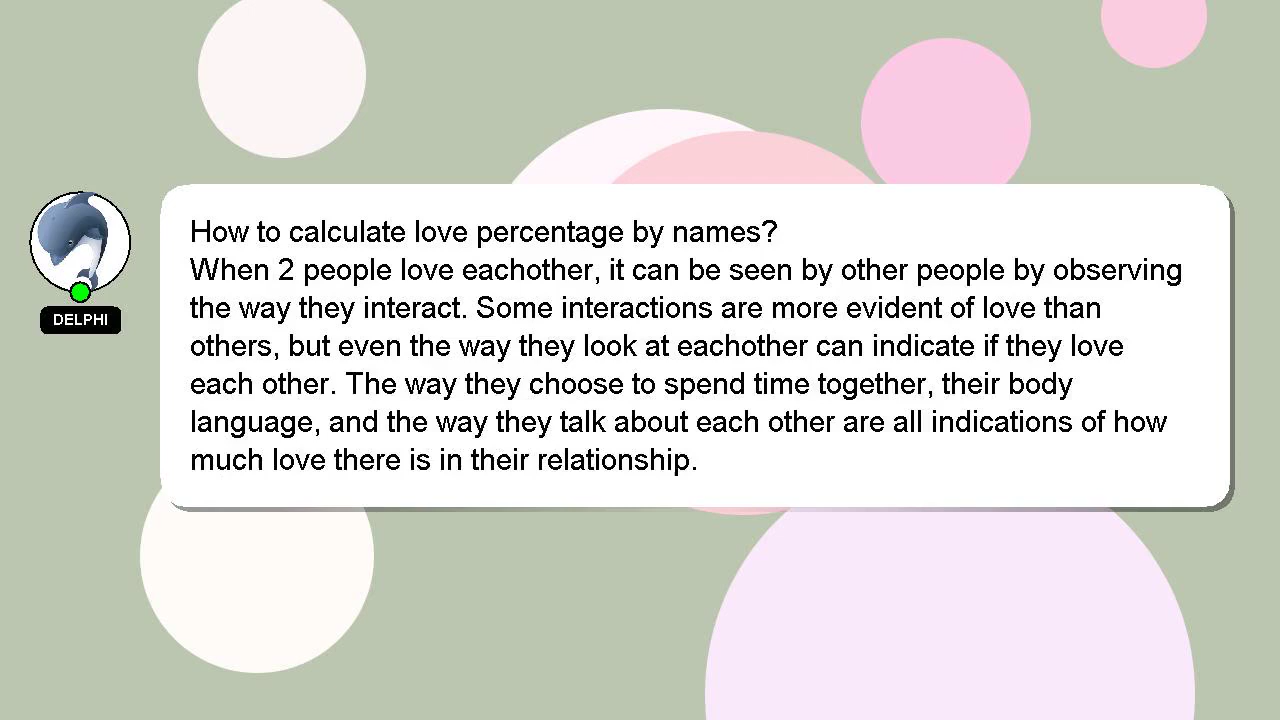 How to calculate love percentage by names?
When 2 people love eachother, it can be seen by other people by observing
the way they interact. Some interactions are more evident of love than
others, but even the way they look at eachother can indicate if they love
each other. The way they choose to spend time together, their body
language, and the way they talk about each other are all indications of how
much love there is in their relationship.
DELPHI